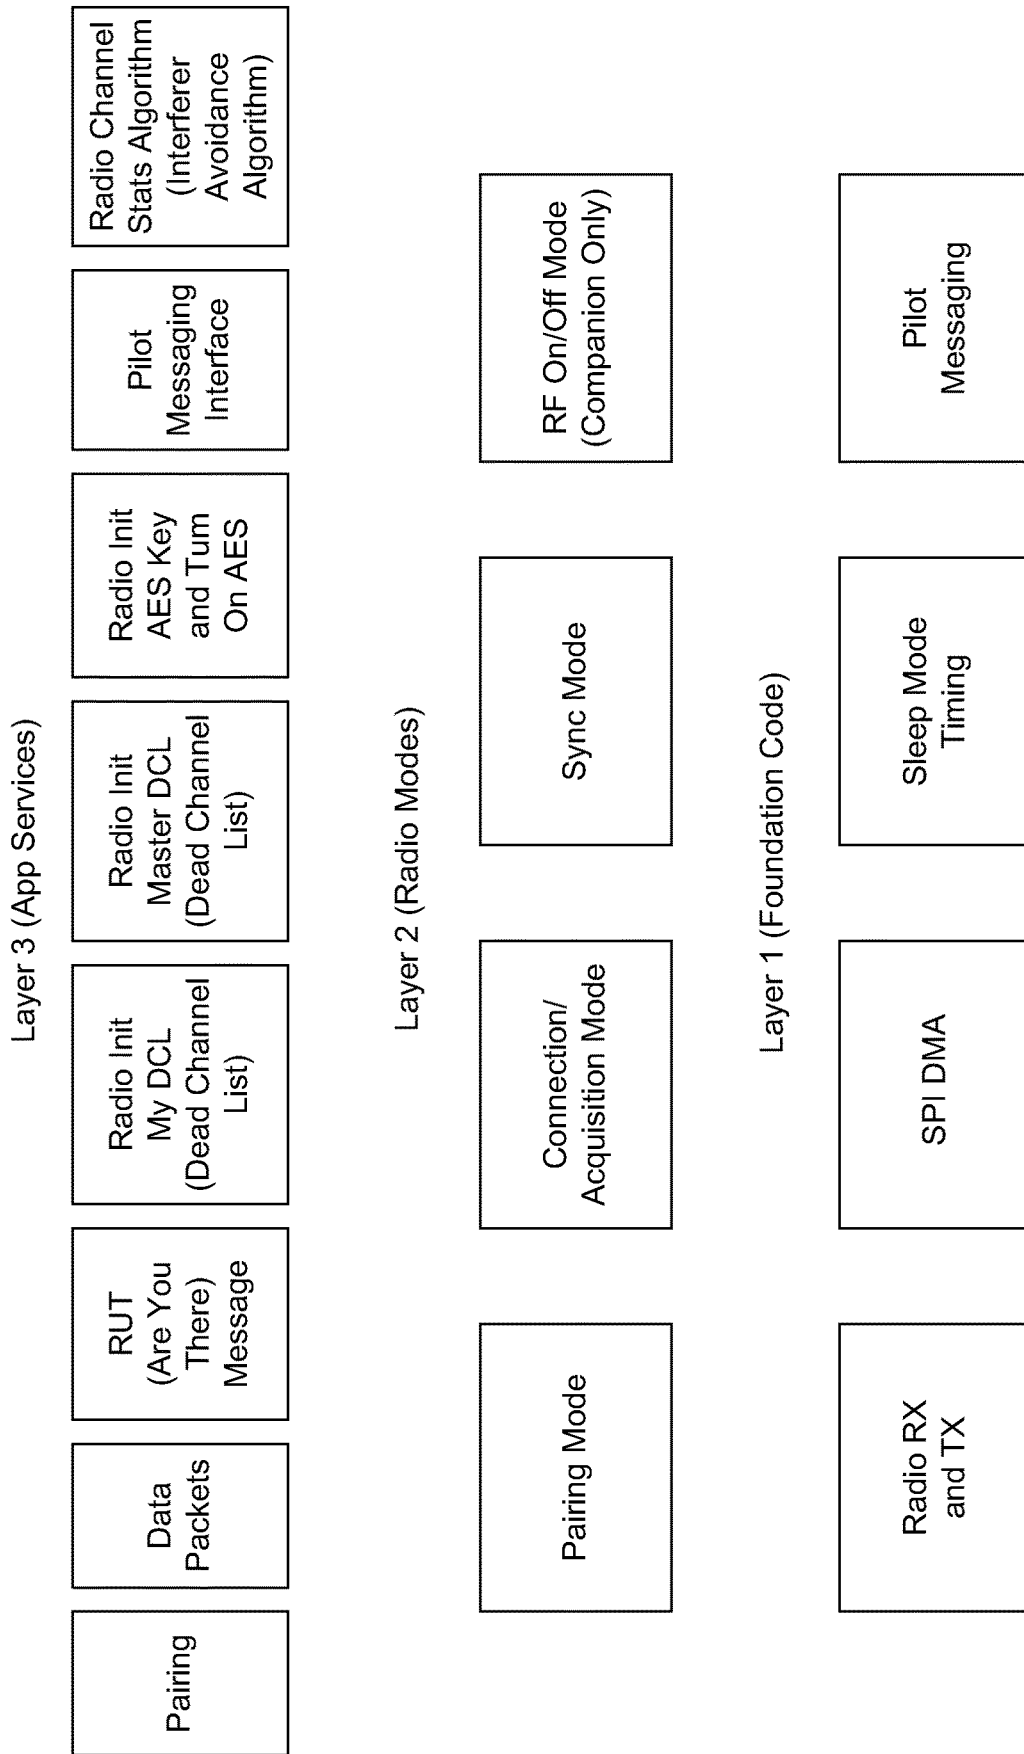 Layer 3 (App Services)
Pairing
Data
Packets
RUT
(Are You
There)
Message
Radio Init
My DCL
(Dead Channel
List)
Radio Init
Master DCL
(Dead Channel
List)
Radio Init
AES Key
and Tum
On AES
Pilot
Messaging
Interface
Radio Channel
Stats Algorithm
(Interferer
Avoidance
Algorithm)
Layer 2 (Radio Modes)
Pairing Mode
Connection/
Acquisition Mode
Sync Mode
RF On/Off Mode
(Companion Only)
Layer 1 (Foundation Code)
Radio RX
and TX
SPI DMA
Sleep Mode
Timing
Pilot
Messaging